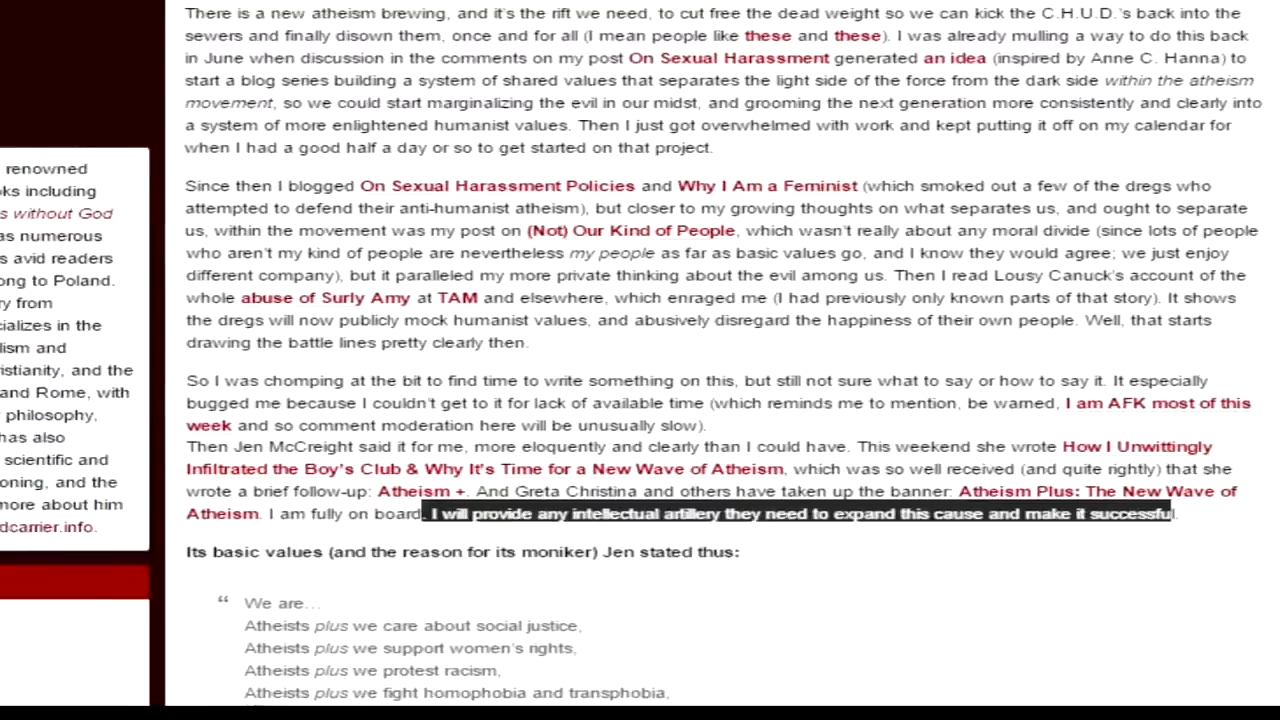 There is a new atheism brewing, and it's the rift we need, to cut free the dead weight so we can kick the C.H.U.D.'s back into the
sewers and finally disown them, once and for all (I mean people like these and these). I was already mulling a way to do this back
in June when discussion in the comments on my post On Sexual Harassment generated an idea (inspired by Anne C. Hanna) to
start a blog series building a system of shared values that separates the light side of the force from the dark side within the atheism
movement, so we could start marginalizing the evil in our midst, and grooming the next generation more consistently and clearly into
a system of more enlightened humanist values. Then I just got overwhelmed with work and kept putting it off on my calendar for
when I had a good half a day or so to get started on that project.
Since then I blogged On Sexual Harassment Policies and Why I Am a Feminist (which smoked out a few of the dregs who
attempted to defend their anti-humanist atheism), but closer to my growing thoughts on what separates us, and ought to separate
us, within the movement was my post on (Not) Our Kind of People, which wasn't really about any moral divide (since lots of people
who aren't my kind of people are nevertheless my people as far as basic values go, and I know they would agree; we just enjoy
different company), but it paralleled my more private thinking about the evil among us. Then I read Lousy Canuck's account of the
whole abuse of Surly Amy at TAM and elsewhere, which enraged me (I had previously only known parts of that story). It shows
the dregs will now publicly mock humanist values, and abusively disregard the happiness of their own people. Well, that starts
drawing the battle lines pretty clearly then.
So I was chomping at the bit to find time to write something on this, but still not sure what to say or how to say it. It especially
bugged me because I couldn't get to it for lack of available time (which reminds me to mention, be warned, I am AFK most of this
week and so comment moderation here will be unusually slow).
Then Jen McCreight said it for me, more eloquently and clearly than I could have. This weekend she wrote How I Unwittingly
Infiltrated the Boy's Club & Why It's Time for a New Wave of Atheism, which was so well received (and quite rightly) that she
wrote a brief follow-up: Atheism +. And Greta Christina and others have taken up the banner: Atheism Plus: The New Wave of
Atheism. I am fully on board. I will provide any intellectual artillery they need to expand this cause and make it successful.
Its basic values (and the reason for its moniker) Jen stated thus:
“ We are…
Atheists plus we care about social justice,
Atheists plus we support women's rights,
Atheists plus we protest racism,
Atheists plus we fight homophobia and transphobia,
renowned
ks including
s without God
as numerous
s avid readers
ong to Poland.
ry from
cializes in the
lism and
istianity, and the
and Rome, with
philosophy,
has also
scientific and
oning, and the
more about him
dcarrier.info.